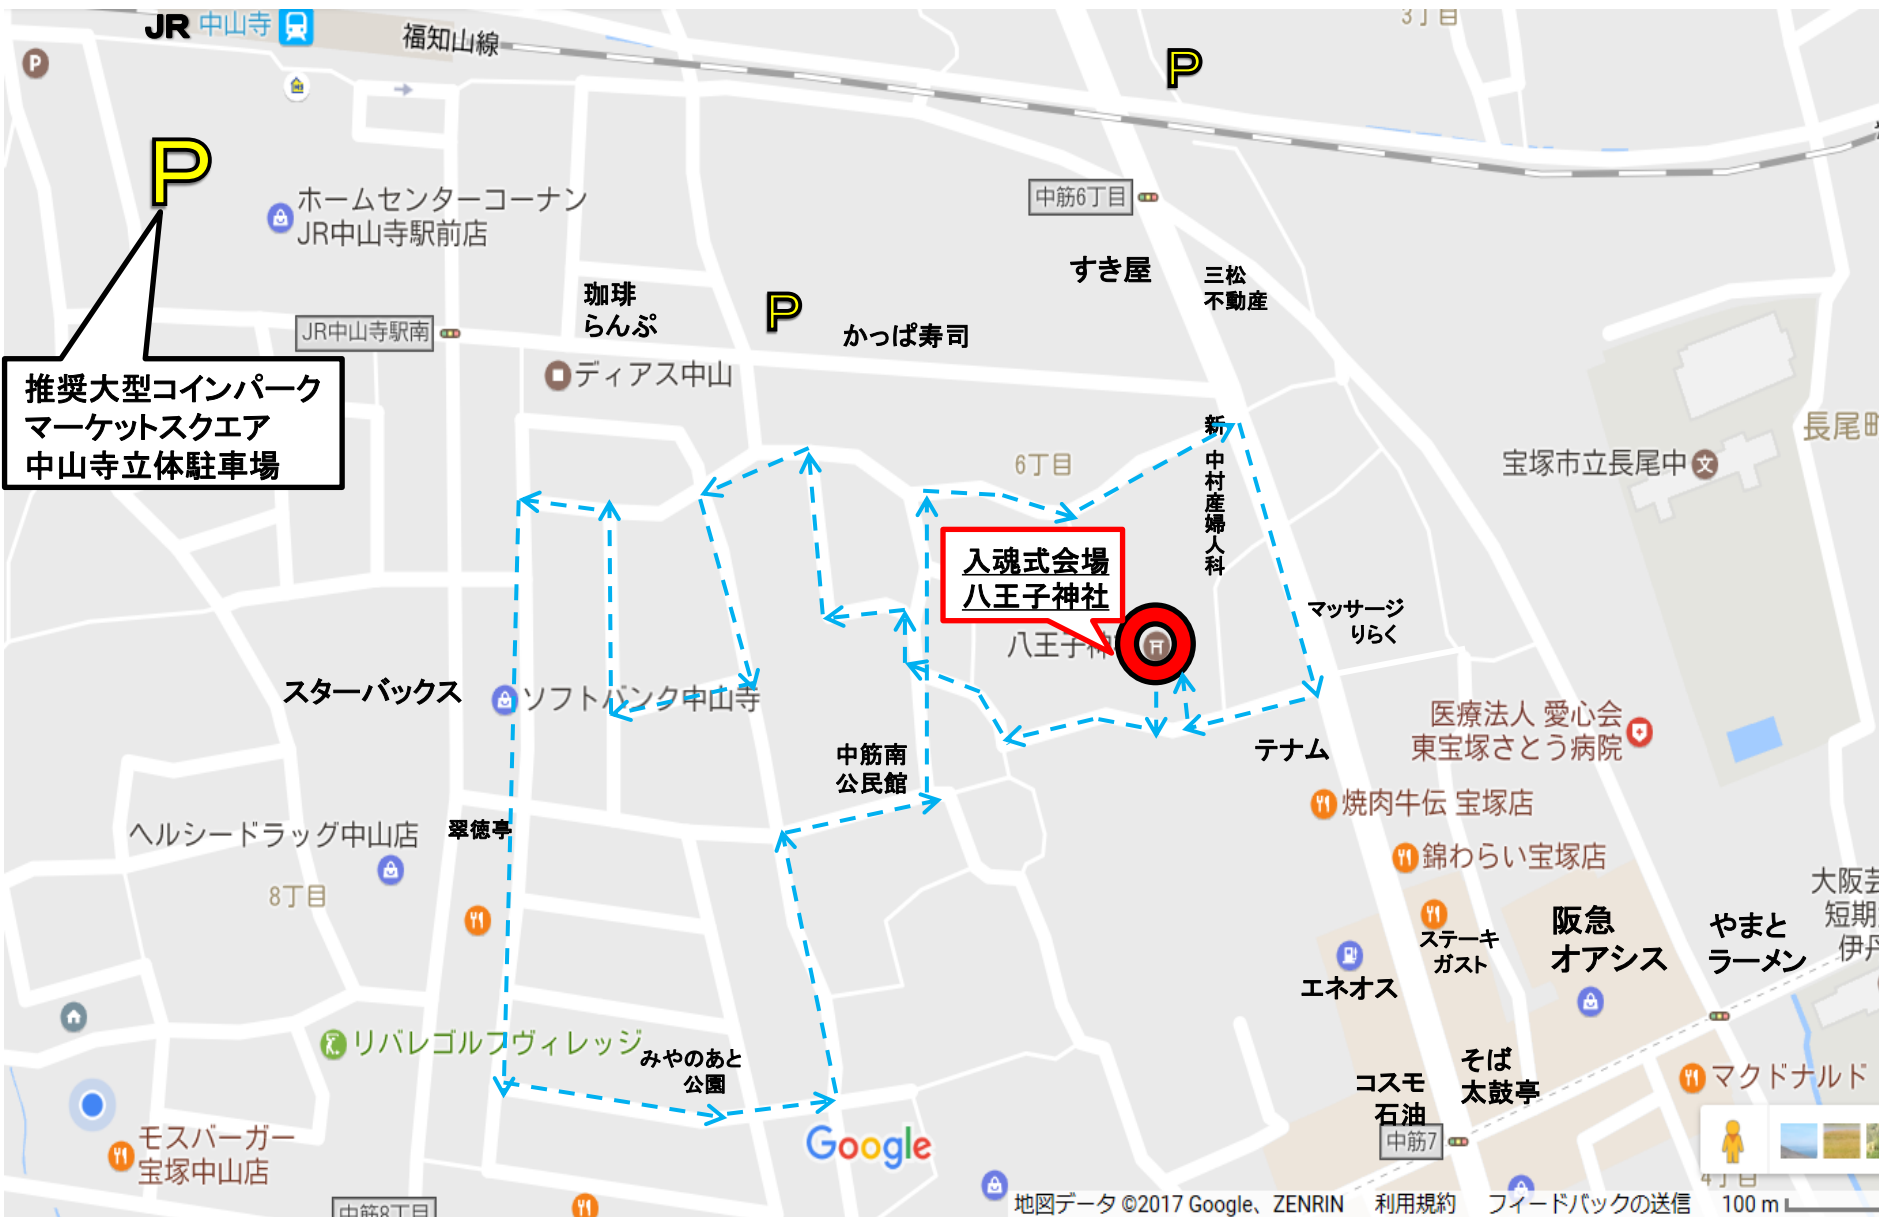 JR 中山寺
福知山線
3丁目
P
P
P
ホームセンターコーナン
JR中山寺駅前店
中筋6丁目
すき屋
三松
不動産
珈琲
らんぷ
P
かっぱ寿司
JR中山寺駅南
ディアス中山
推奨大型コインパーク
マーケットスクエア
中山寺立体駐車場
6丁目
新中村産婦人科
宝塚市立長尾中
文
長尾町
入魂式会場
八王子神社
八王子神
マッサージ
りらく
スターバックス
ソフトバンク中山寺
中筋南
公民館
テナム
医療法人 愛心会
東宝塚さとう病院
焼肉牛伝 宝塚店
錦わらい宝塚店
ヘルシードラッグ中山店
翠徳亭
8丁目
大阪芸
短期
伊丹
ステーキ
ガスト
阪急
オアシス
やまと
ラーメン
エネオス
リバレゴルフヴィレッジ
みやのあと
公園
そば
太鼓亭
コスモ
石油
マクドナルド
中筋7
モスバーガー
宝塚中山店
Google
4丁目
中筋8丁目
地図データ ©2017 Google、ZENRIN 利用規約 フィードバックの送信 100 m